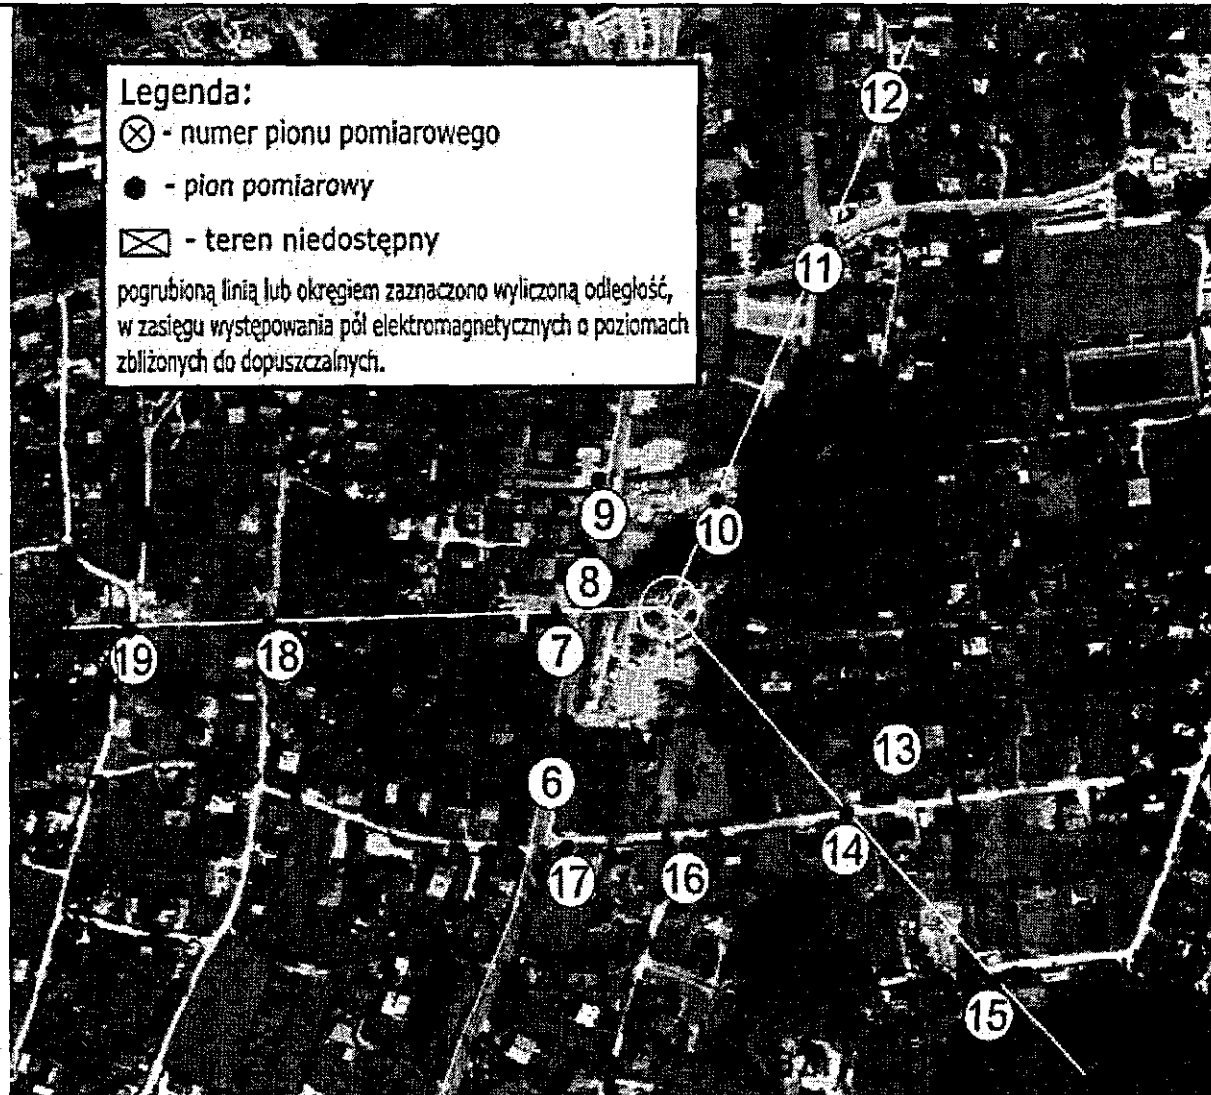 Legenda:
- numer pionu pomiarowego
- pion pomiarowy
- teren niedostępny
pogrubioną linią lub okręgiem zaznaczono wyliczoną odległość,
w zasięgu występowania pól elektromagnetycznych o poziomach
zbliżonych do dopuszczalnych.
12
11
9
10
8
7
19
18
13
6
14
17
16
15